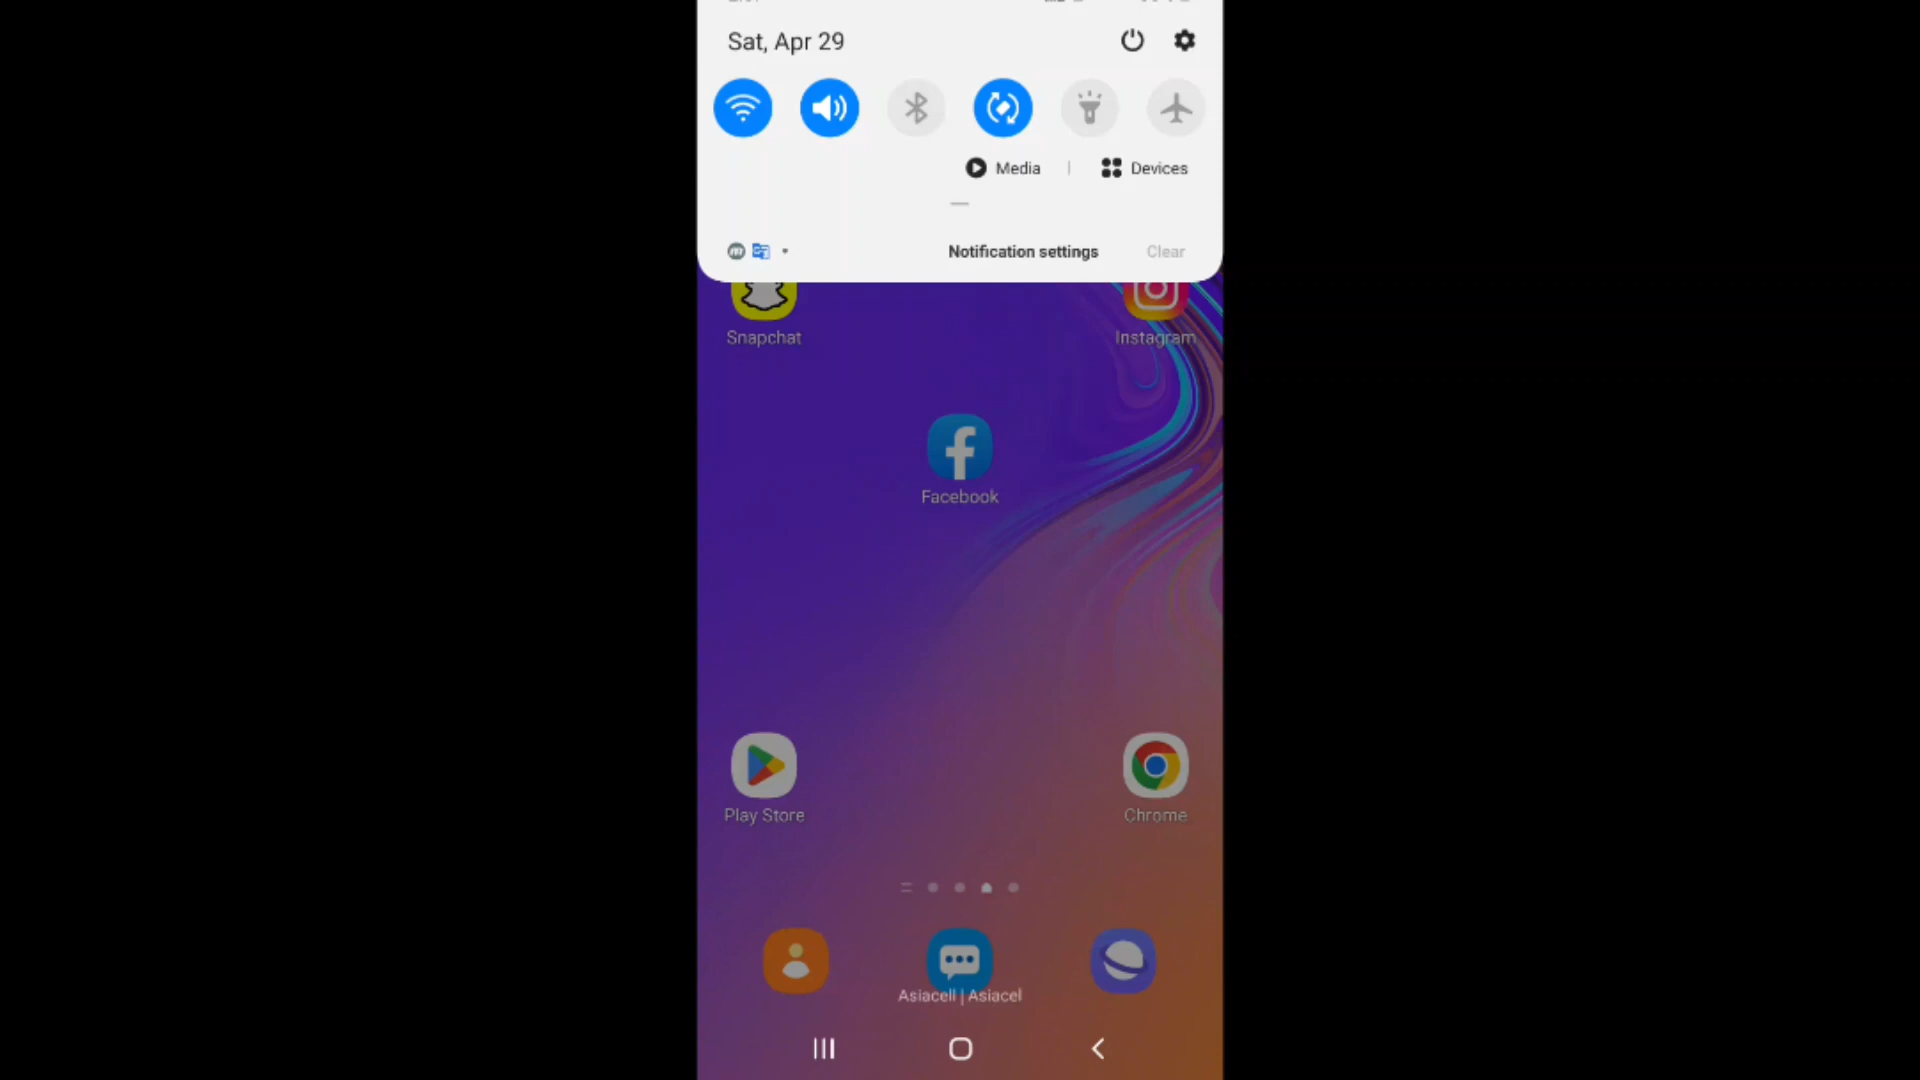 Sat, Apr 29
Media | Devices
Notification settings Clear
Snapchat Instagram
Facebook
Play Store Chrome
Asiacell | Asiacel